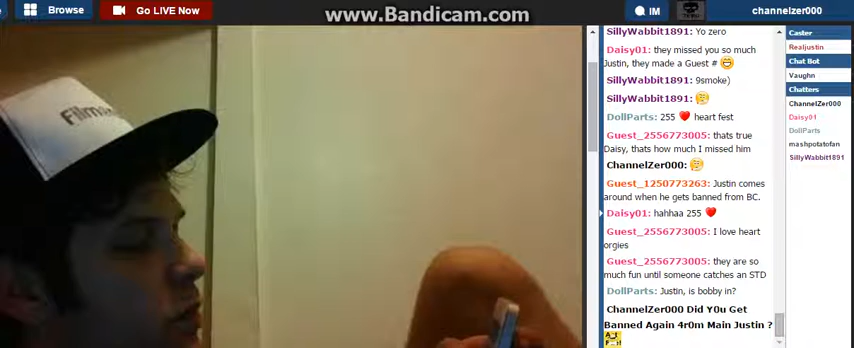 www.Bandicam.com
Browse
Go LIVE Now
IM
channelzer000
Filma
SillyWabbit1891: Yo zero
Daisy01: they missed you so much
Justin, they made a Guest #
SillyWabbit1891: 9smoke)
SillyWabbit1891:
DollParts: 255 ❤ heart fest
Guest_2556773005: thats true
Daisy, thats how much I missed him
ChannelZer000:
Guest_1250773263: Justin comes
around when he gets banned from BC.
Daisy01: hahhaa 255 ❤
Guest_2556773005: I love heart
orgies
Guest_2556773005: they are so
much fun until someone catches an STD
DollParts: Justin, is bobby in?
ChannelZer000 Did Y0u Get
Banned Again 4r0m Main Justin ?
Caster
Realjustin
Chat Bot
Vaughn
Chatters
ChannelZer000
Daisy01
DollParts
mashpotatofan
SillyWabbit1891